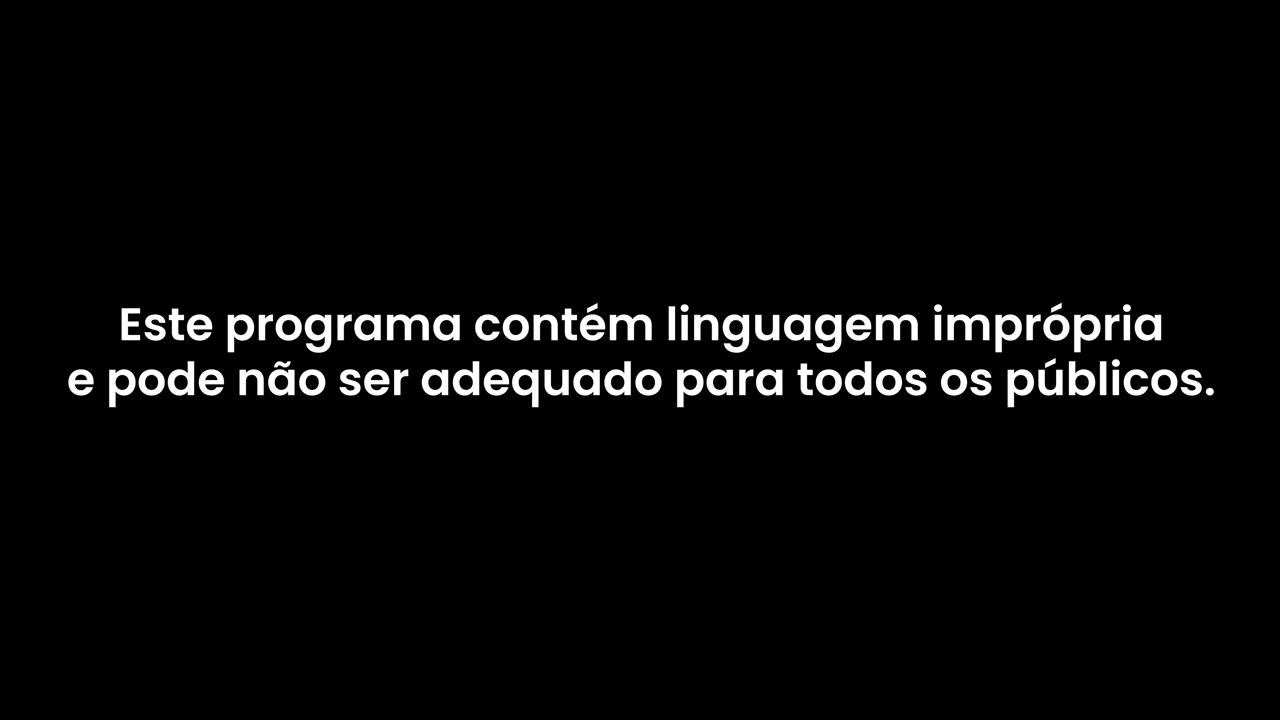 Este programa contém linguagem imprópria
e pode não ser adequado para todos os públicos.